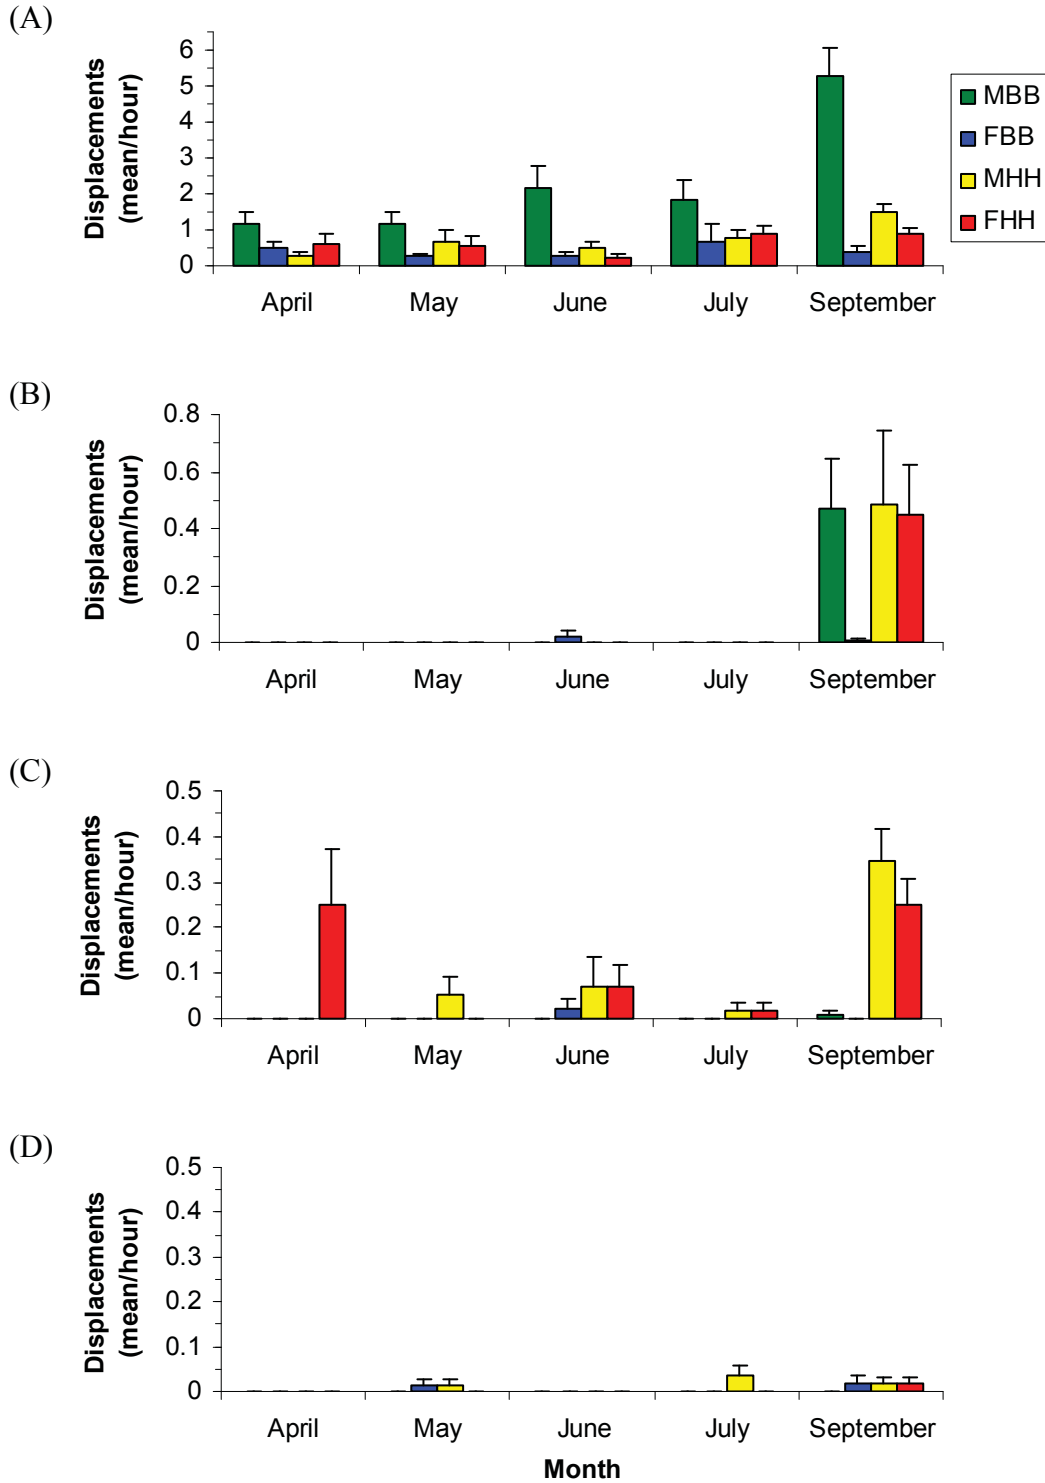 (A)
Displacements
(mean/hour)
6
5
4
3
2
1
0
April May June July September
MBB
FBB
MHH
FHH
(B)
Displacements
(mean/hour)
0.8
0.6
0.4
0.2
0
April May June July September
(C)
Displacements
(mean/hour)
0.5
0.4
0.3
0.2
0.1
0
April May June July September
(D)
Displacements
(mean/hour)
0.5
0.4
0.3
0.2
0.1
0
April May June July September
Month